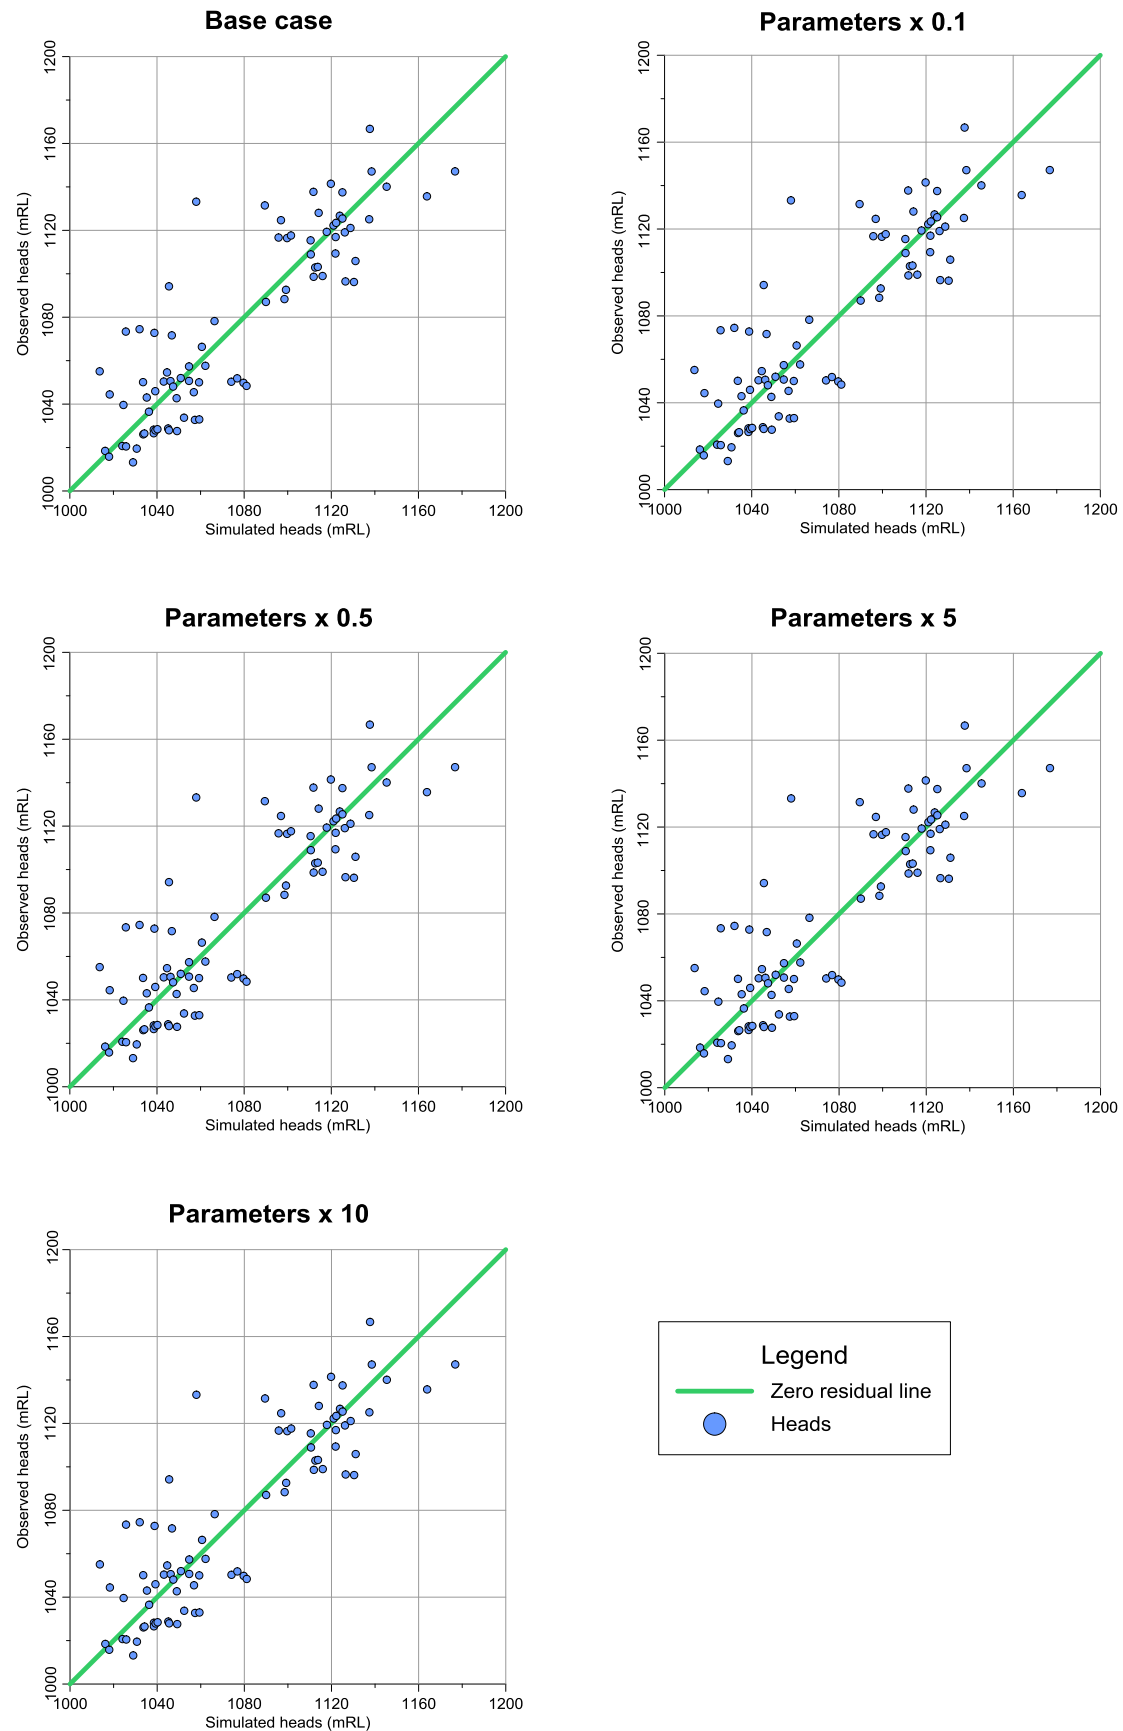 Base case
Parameters x 0.1
1200
1160
1120
1080
1040
1000
Observed heads (mRL)
1000 1040 1080 1120 1160 1200
Simulated heads (mRL)
1200
1160
1120
1080
1040
1000
Observed heads (mRL)
1000 1040 1080 1120 1160 1200
Simulated heads (mRL)
Parameters x 0.5
Parameters x 5
1200
1160
1120
1080
1040
1000
Observed heads (mRL)
1000 1040 1080 1120 1160 1200
Simulated heads (mRL)
1200
1160
1120
1080
1040
1000
Observed heads (mRL)
1000 1040 1080 1120 1160 1200
Simulated heads (mRL)
Parameters x 10
1200
1160
1120
1080
1040
1000
Observed heads (mRL)
1000 1040 1080 1120 1160 1200
Simulated heads (mRL)
Legend
Zero residual line
Heads